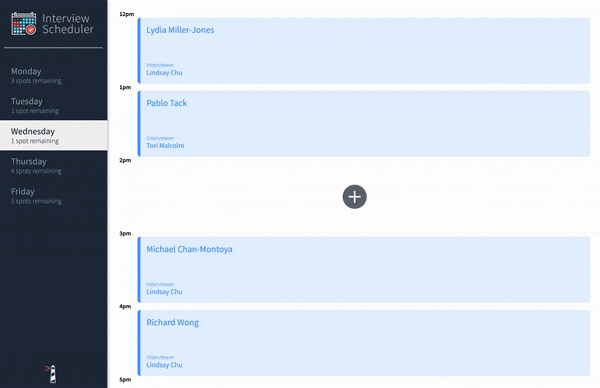 Interview
Scheduler
Monday
3 spots remaining
Tuesday
1 spot remaining
Wednesday
1 spot remaining
Thursday
4 spots remaining
Friday
5 spots remaining
12pm
Lydia Miller-Jones
Interviewer
Lindsay Chu
1pm
Pablo Tack
Interviewer
Tori Malcolm
2pm
3pm
Michael Chan-Montoya
Interviewer
Lindsay Chu
4pm
Richard Wong
Interviewer
Lindsay Chu
5pm